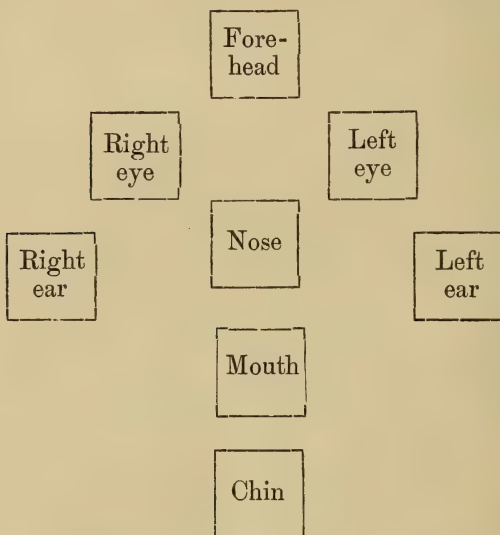 Fore-
head
Right
eye
Left
eye
Nose
Right
ear
Left
ear
Mouth
Chin